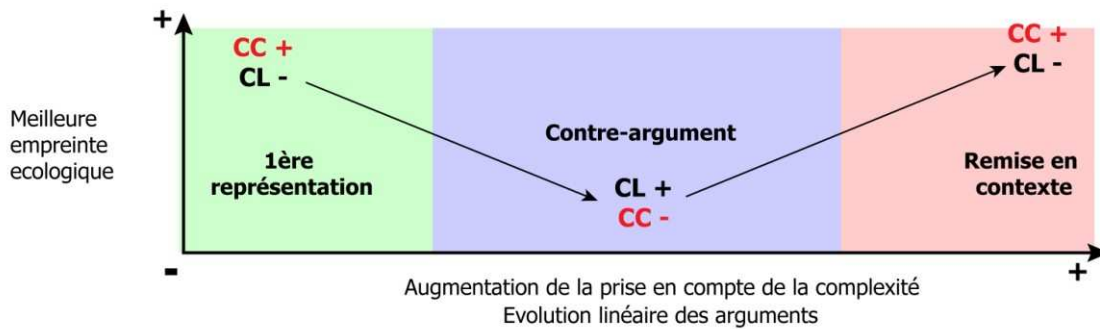 +
CC +
CL -
Meilleure
empreinte
ecologique
1ère
représentation
Contre-argument
CL +
CC -
CC +
CL -
Remise en
contexte
-
+
Augmentation de la prise en compte de la complexité
Evolution linéaire des arguments